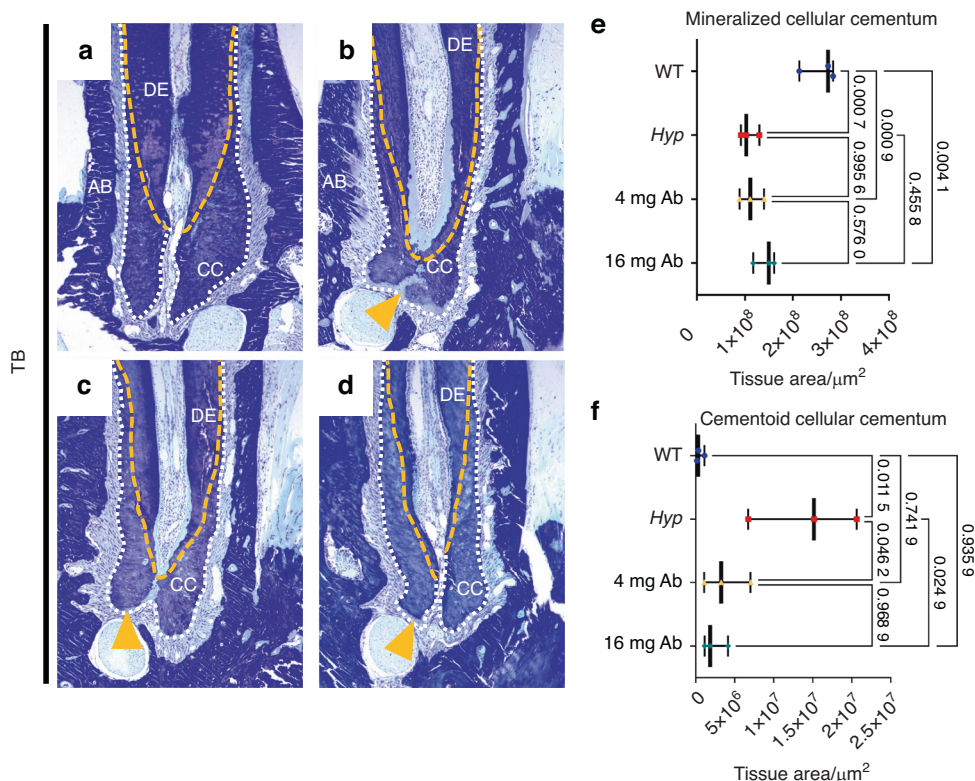 TB
a
DE
AB
CC
b
DE
AB
CC
c
DE
CC
d
DE
CC
e
Mineralized cellular cementum
WT
Hyp
4 mg Ab
16 mg Ab
0.000 7
0.995 6
0.576 0
0.000 9
0.455 8
0.004 1
0
1×10⁸
2×10⁸
3×10⁸
4×10⁸
Tissue area/μm²
f
Cementoid cellular cementum
WT
Hyp
4 mg Ab
16 mg Ab
0.011 5
0.046 2
0.968 9
0.741 9
0.024 9
0.935 9
0
5×10⁶
1×10⁷
1.5×10⁷
2×10⁷
2.5×10⁷
Tissue area/μm²